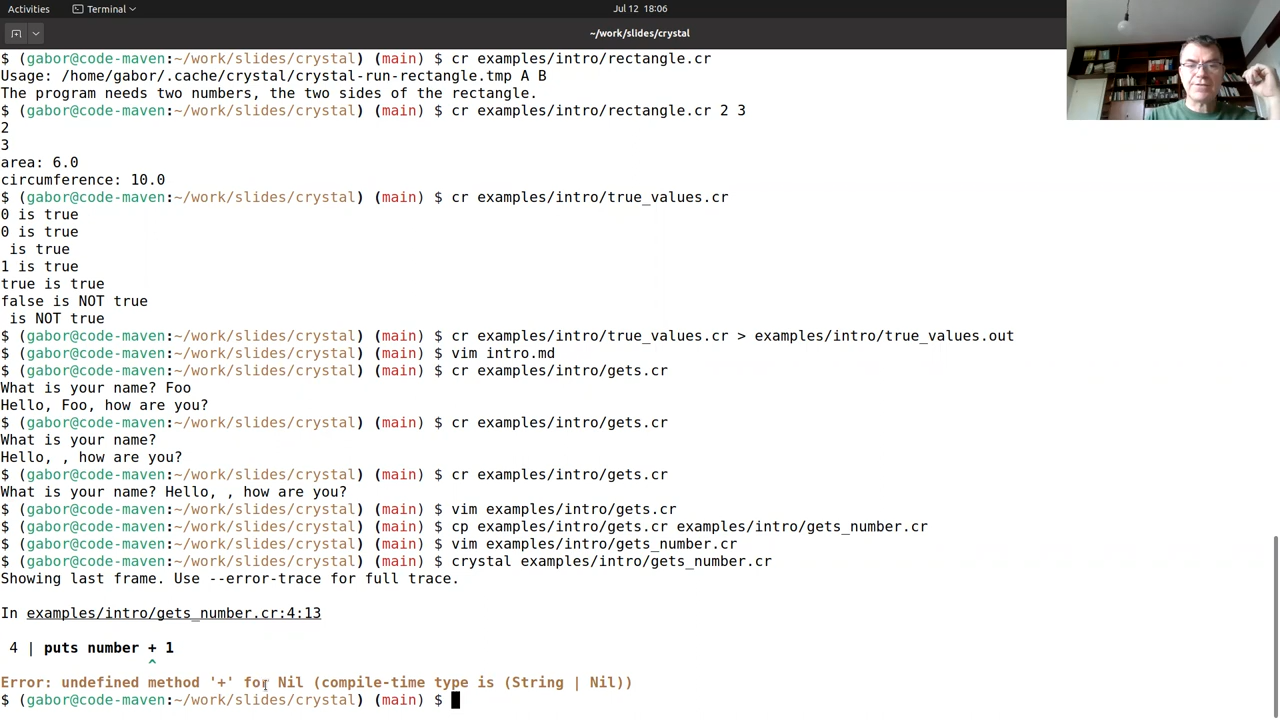 Activities
Terminal
Jul 12 18:06
~/work/slides/crystal
$ (gabor@code-maven:~/work/slides/crystal) (main) $ cr examples/intro/rectangle.cr
Usage: /home/gabor/.cache/crystal/crystal-run-rectangle.tmp A B
The program needs two numbers, the two sides of the rectangle.
$ (gabor@code-maven:~/work/slides/crystal) (main) $ cr examples/intro/rectangle.cr 2 3
2
3
area: 6.0
circumference: 10.0
$ (gabor@code-maven:~/work/slides/crystal) (main) $ cr examples/intro/true_values.cr
0 is true
0 is true
 is true
1 is true
true is true
false is NOT true
 is NOT true
$ (gabor@code-maven:~/work/slides/crystal) (main) $ cr examples/intro/true_values.cr > examples/intro/true_values.out
$ (gabor@code-maven:~/work/slides/crystal) (main) $ vim intro.md
$ (gabor@code-maven:~/work/slides/crystal) (main) $ cr examples/intro/gets.cr
What is your name? Foo
Hello, Foo, how are you?
$ (gabor@code-maven:~/work/slides/crystal) (main) $ cr examples/intro/gets.cr
What is your name?
Hello, , how are you?
$ (gabor@code-maven:~/work/slides/crystal) (main) $ cr examples/intro/gets.cr
What is your name? Hello, , how are you?
$ (gabor@code-maven:~/work/slides/crystal) (main) $ vim examples/intro/gets.cr
$ (gabor@code-maven:~/work/slides/crystal) (main) $ cp examples/intro/gets.cr examples/intro/gets_number.cr
$ (gabor@code-maven:~/work/slides/crystal) (main) $ vim examples/intro/gets_number.cr
$ (gabor@code-maven:~/work/slides/crystal) (main) $ crystal examples/intro/gets_number.cr
Showing last frame. Use --error-trace for full trace.
In examples/intro/gets_number.cr:4:13
4 | puts number + 1
^
Error: undefined method '+' for Nil (compile-time type is (String | Nil))
$ (gabor@code-maven:~/work/slides/crystal) (main) $